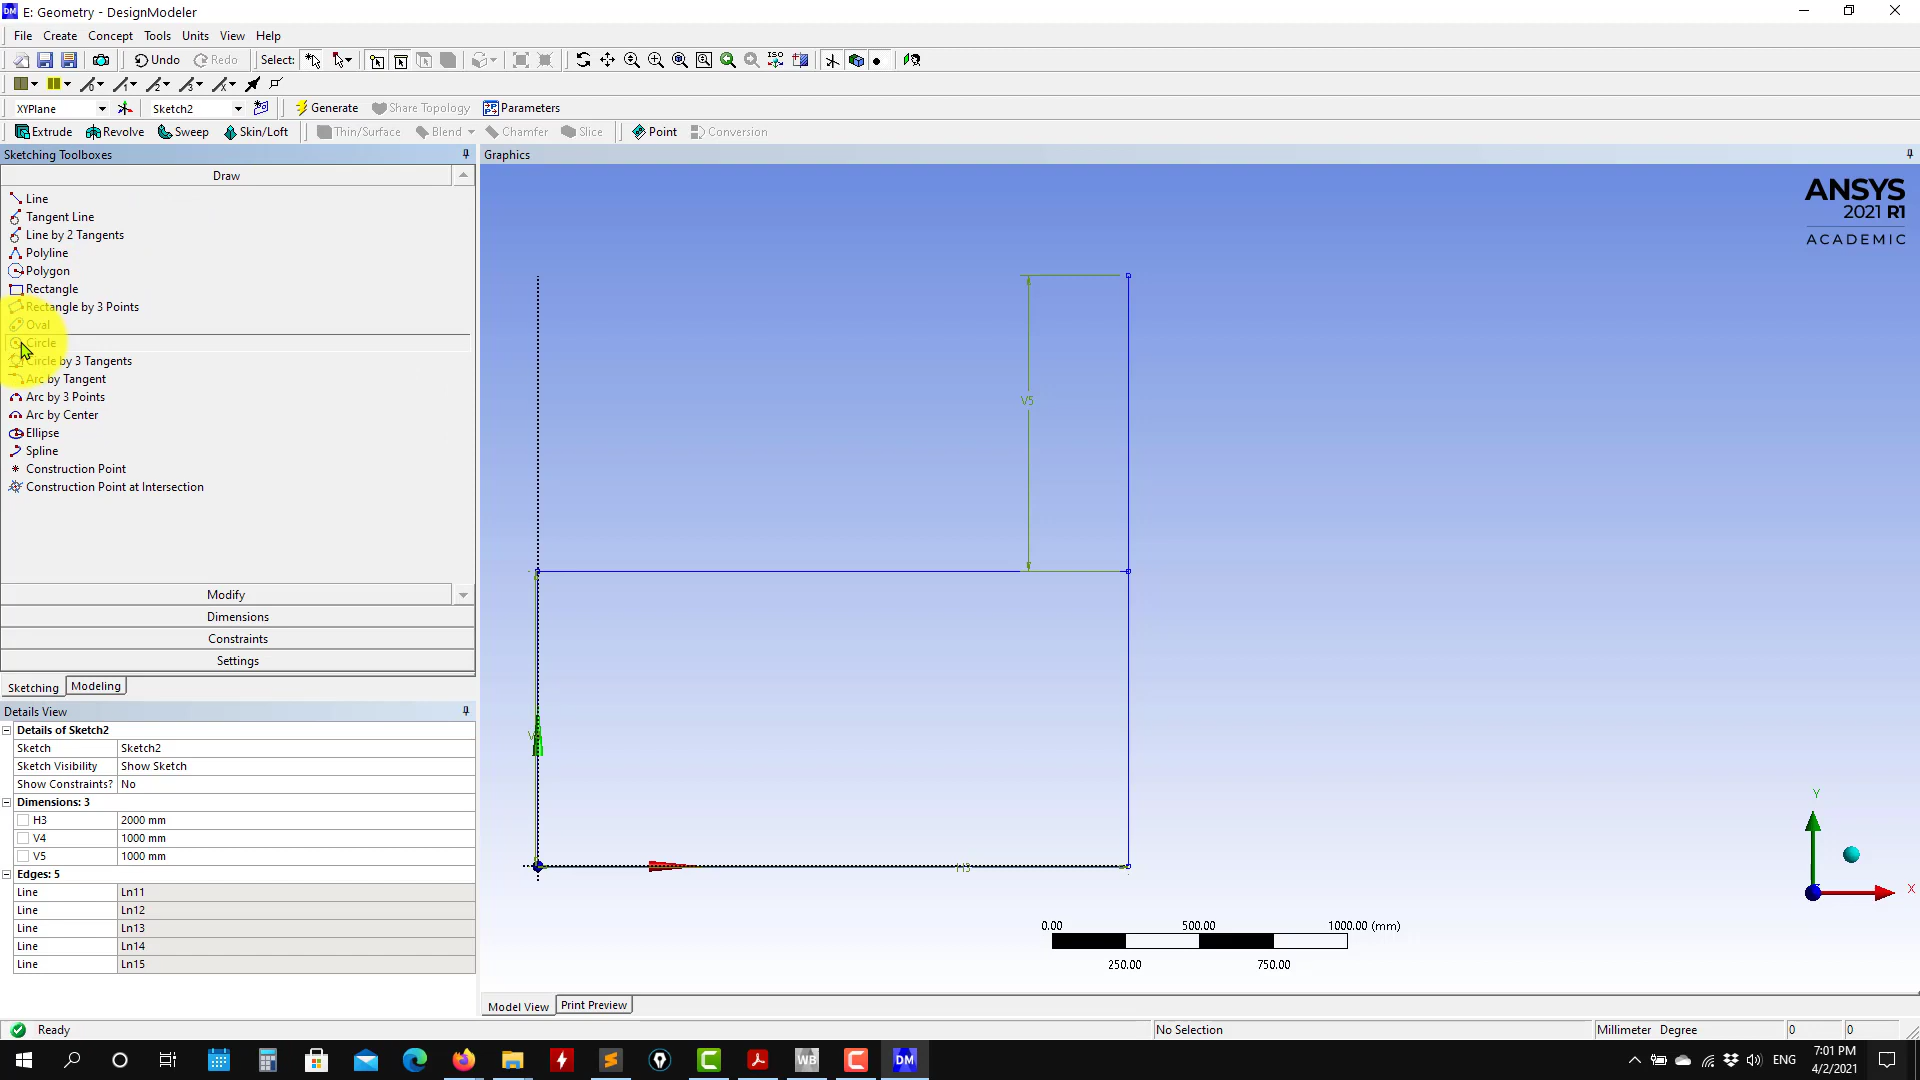 E: Geometry - DesignModeler
File Create Concept Tools Units View Help
Undo Redo Select: ISO
XYPlane Sketch2 Generate Share Topology Parameters
Extrude Revolve Sweep Skin/Loft Thin/Surface Blend Chamfer Slice Point Conversion
Sketching Toolboxes
Draw
Line
Tangent Line
Line by 2 Tangents
Polyline
Polygon
Rectangle
Rectangle by 3 Points
Oval
Circle
Circle by 3 Tangents
Arc by Tangent
Arc by 3 Points
Arc by Center
Ellipse
Spline
Construction Point
Construction Point at Intersection
Modify
Dimensions
Constraints
Settings
Sketching Modeling
Details View
Details of Sketch2
Sketch Sketch2
Sketch Visibility Show Sketch
Show Constraints? No
Dimensions: 3
H3 2000 mm
V4 1000 mm
V5 1000 mm
Edges: 5
Line Ln11
Line Ln12
Line Ln13
Line Ln14
Line Ln15
Graphics
ANSYS
2021 R1
ACADEMIC
V5
H3
Y
X
0.00 500.00 1000.00 (mm)
250.00 750.00
Model View Print Preview
Ready No Selection Millimeter Degree 0 0
WB DM ENG 7:01 PM
4/2/2021